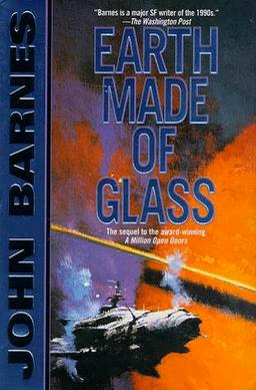 "Barnes is a major SF writer of the 1990s."
—The Washington Post
EARTH
MADE
OF
GLASS
The sequel to the award-winning
A Million Open Doors
JOHN BARNES